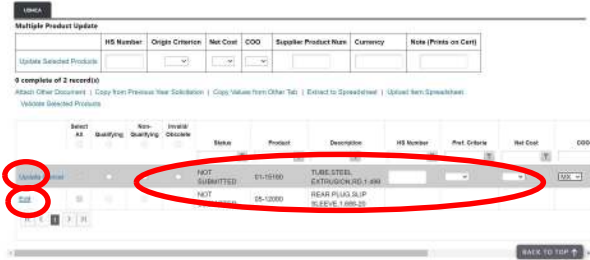 USMCA
Multiple Product Update
HS Number Origin Criterion Net Cost COO Supplier Product Num Currency Note (Prints on Cert)
Update Selected Products
0 complete of 2 record(s)
Attach Other Document | Copy from Previous Year Solicitation | Copy Values from Other Tab | Extract to Spreadsheet | Upload Item Spreadsheet
Validate Selected Products
Select All Qualifying Non-Qualifying Invalid/Obsolete Status Product Description HS Number Pref. Criteria Net Cost COO
Update Cancel NOT SUBMITTED 01-15160 TUBE,STEEL EXTRUSION,RD,1.499 MX
Edit NOT 05-12000 REAR PLUG,SLIP SLEEVE,1.686-20
1
BACK TO TOP